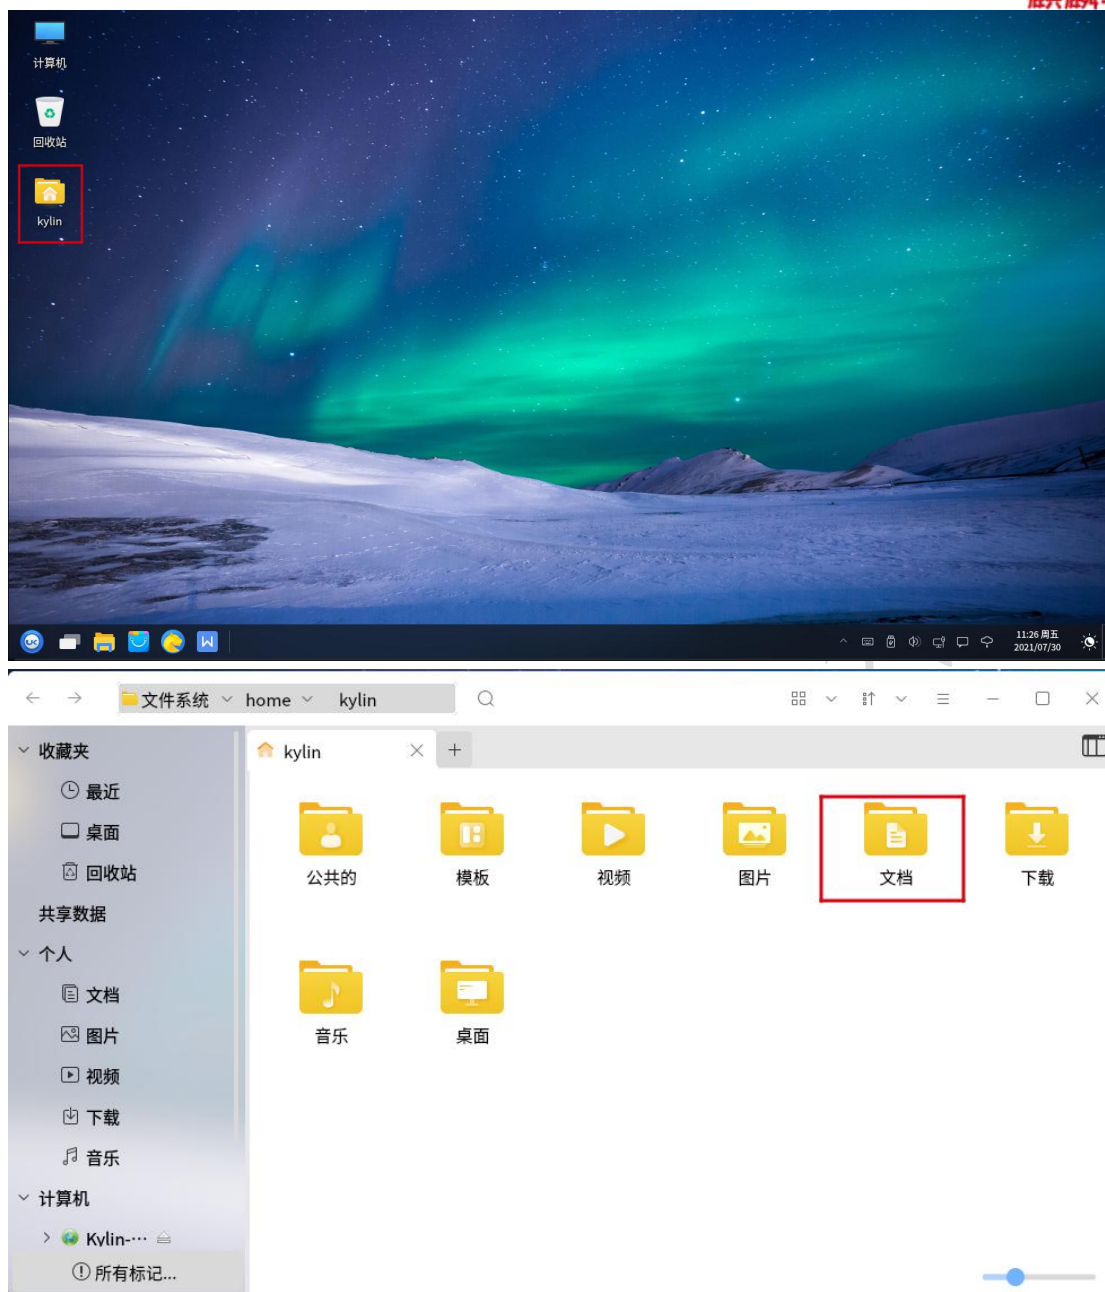 计算机
回收站
kylin
11:26 周五
2021/07/30
文件系统 home kylin
收藏夹
kylin
最近
桌面
回收站
共享数据
个人
文档
图片
视频
下载
音乐
计算机
Kylin-···
所有标记...
公共的 模板 视频 图片 文档 下载
音乐 桌面